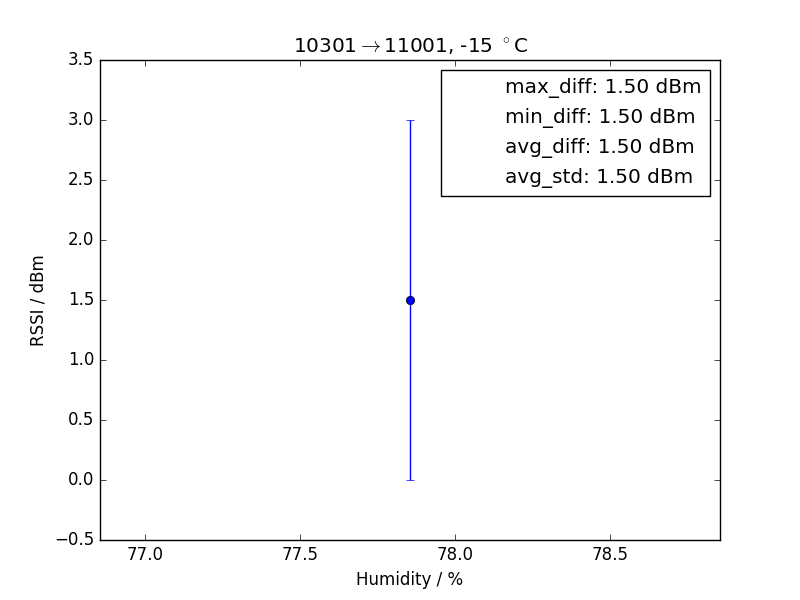 10301→11001, -15 °C
max_diff: 1.50 dBm
min_diff: 1.50 dBm
avg_diff: 1.50 dBm
avg_std: 1.50 dBm
RSSI / dBm
3.5
3.0
2.5
2.0
1.5
1.0
0.5
0.0
−0.5
77.0 77.5 78.0 78.5
Humidity / %